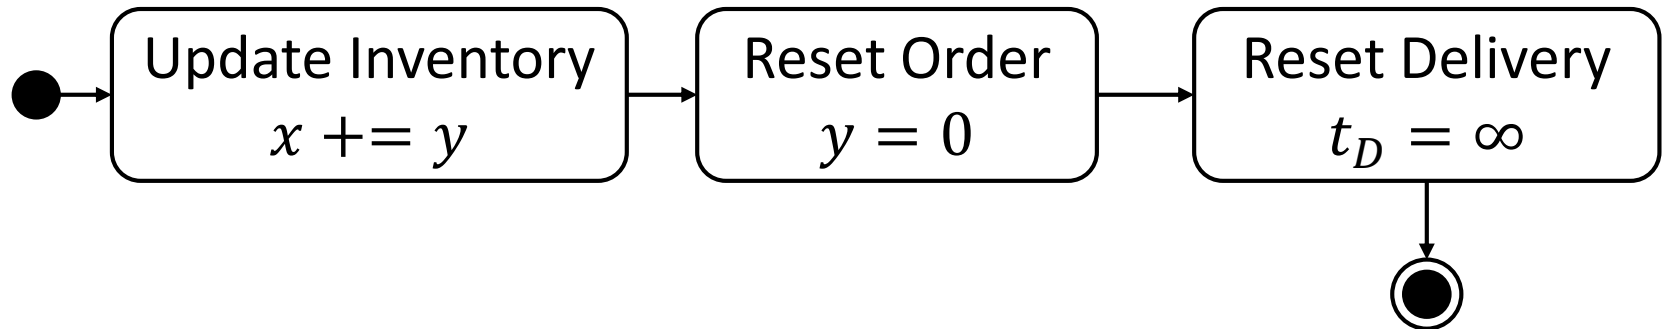 Update Inventory
x += y
Reset Order
y = 0
Reset Delivery
t_D = ∞